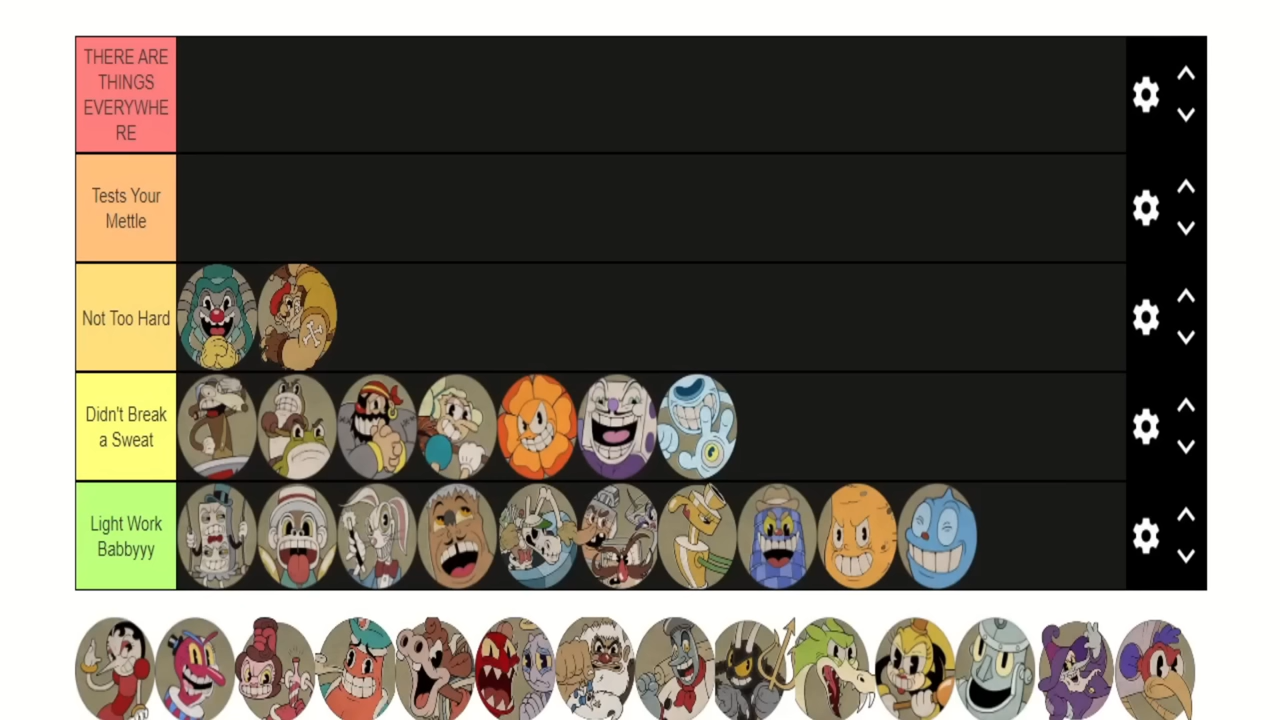 THERE ARE
THINGS
EVERYWHE
RE
Tests Your
Mettle
Not Too Hard
Didn't Break
a Sweat
Light Work
Babbyyy